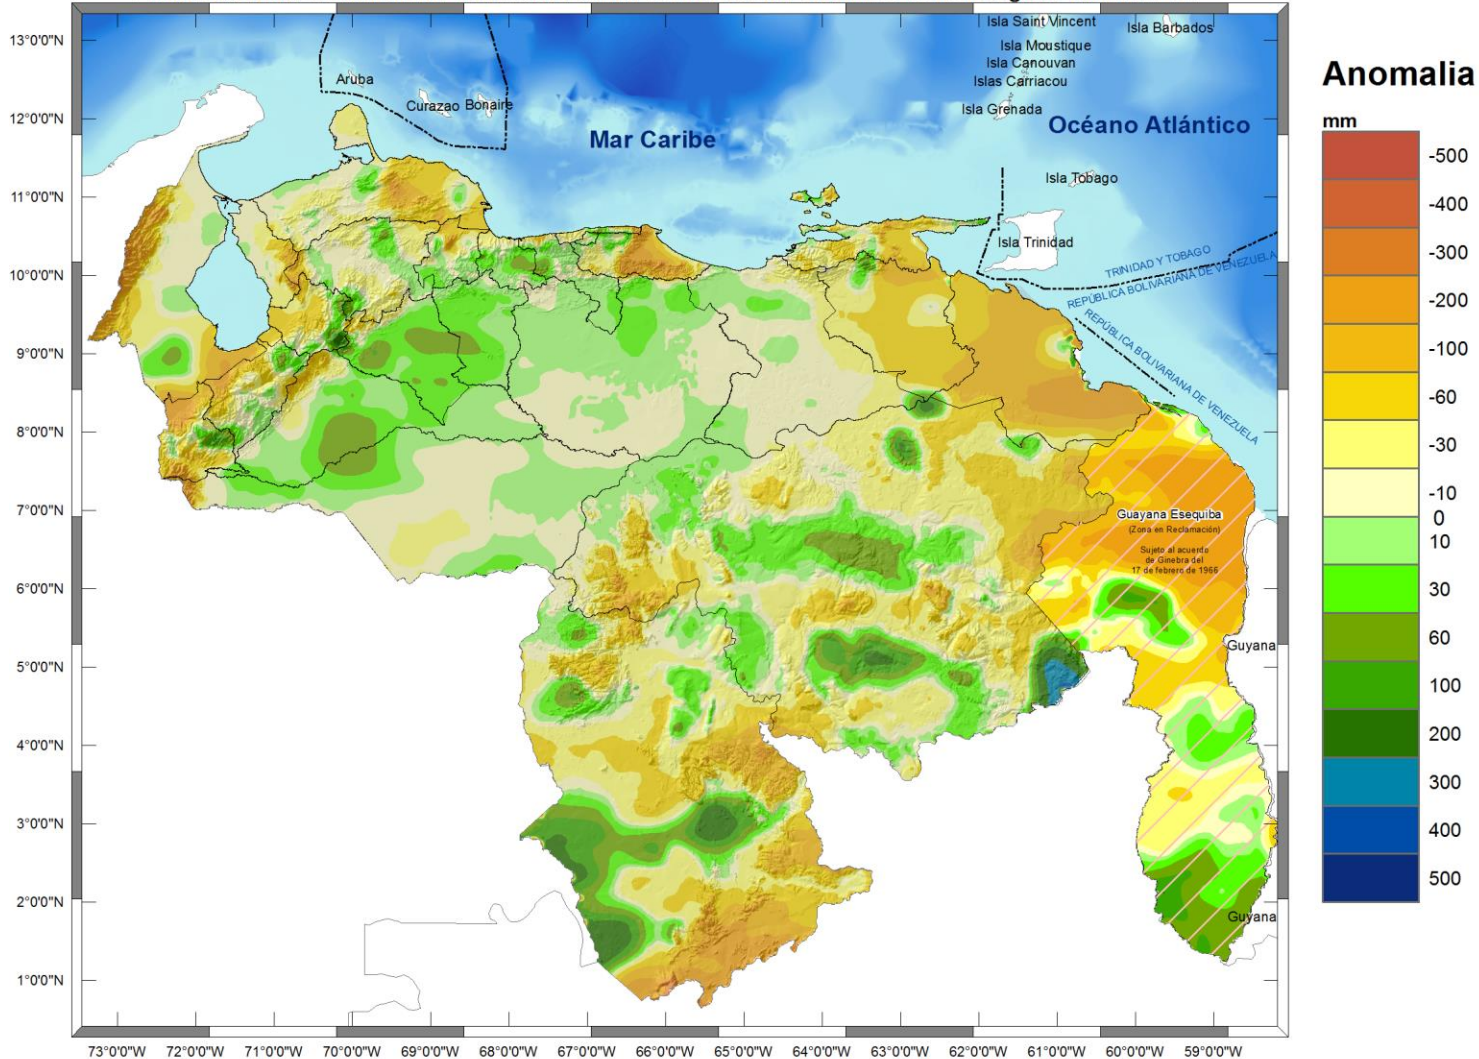 Isla Saint Vincent
Isla Barbados
Isla Moustique
Isla Canouvan
Islas Carriacou
Isla Grenada
Aruba
Curazao
Bonaire
Mar Caribe
Océano Atlántico
Isla Tobago
Isla Trinidad
TRINIDAD Y TOBAGO
REPÚBLICA BOLIVARIANA DE VENEZUELA
REPÚBLICA BOLIVARIANA DE VENEZUELA
Guayana Esequiba
(Zona en Reclamación)
Sujeto al acuerdo
de Ginebra del
17 de febrero de 1966
Guyana
Guyana
13°0'0"N
12°0'0"N
11°0'0"N
10°0'0"N
9°0'0"N
8°0'0"N
7°0'0"N
6°0'0"N
5°0'0"N
4°0'0"N
3°0'0"N
2°0'0"N
1°0'0"N
73°0'0"W 72°0'0"W 71°0'0"W 70°0'0"W 69°0'0"W 68°0'0"W 67°0'0"W 66°0'0"W 65°0'0"W 64°0'0"W 63°0'0"W 62°0'0"W 61°0'0"W 60°0'0"W 59°0'0"W
Anomalia
mm
-500
-400
-300
-200
-100
-60
-30
-10
0
10
30
60
100
200
300
400
500